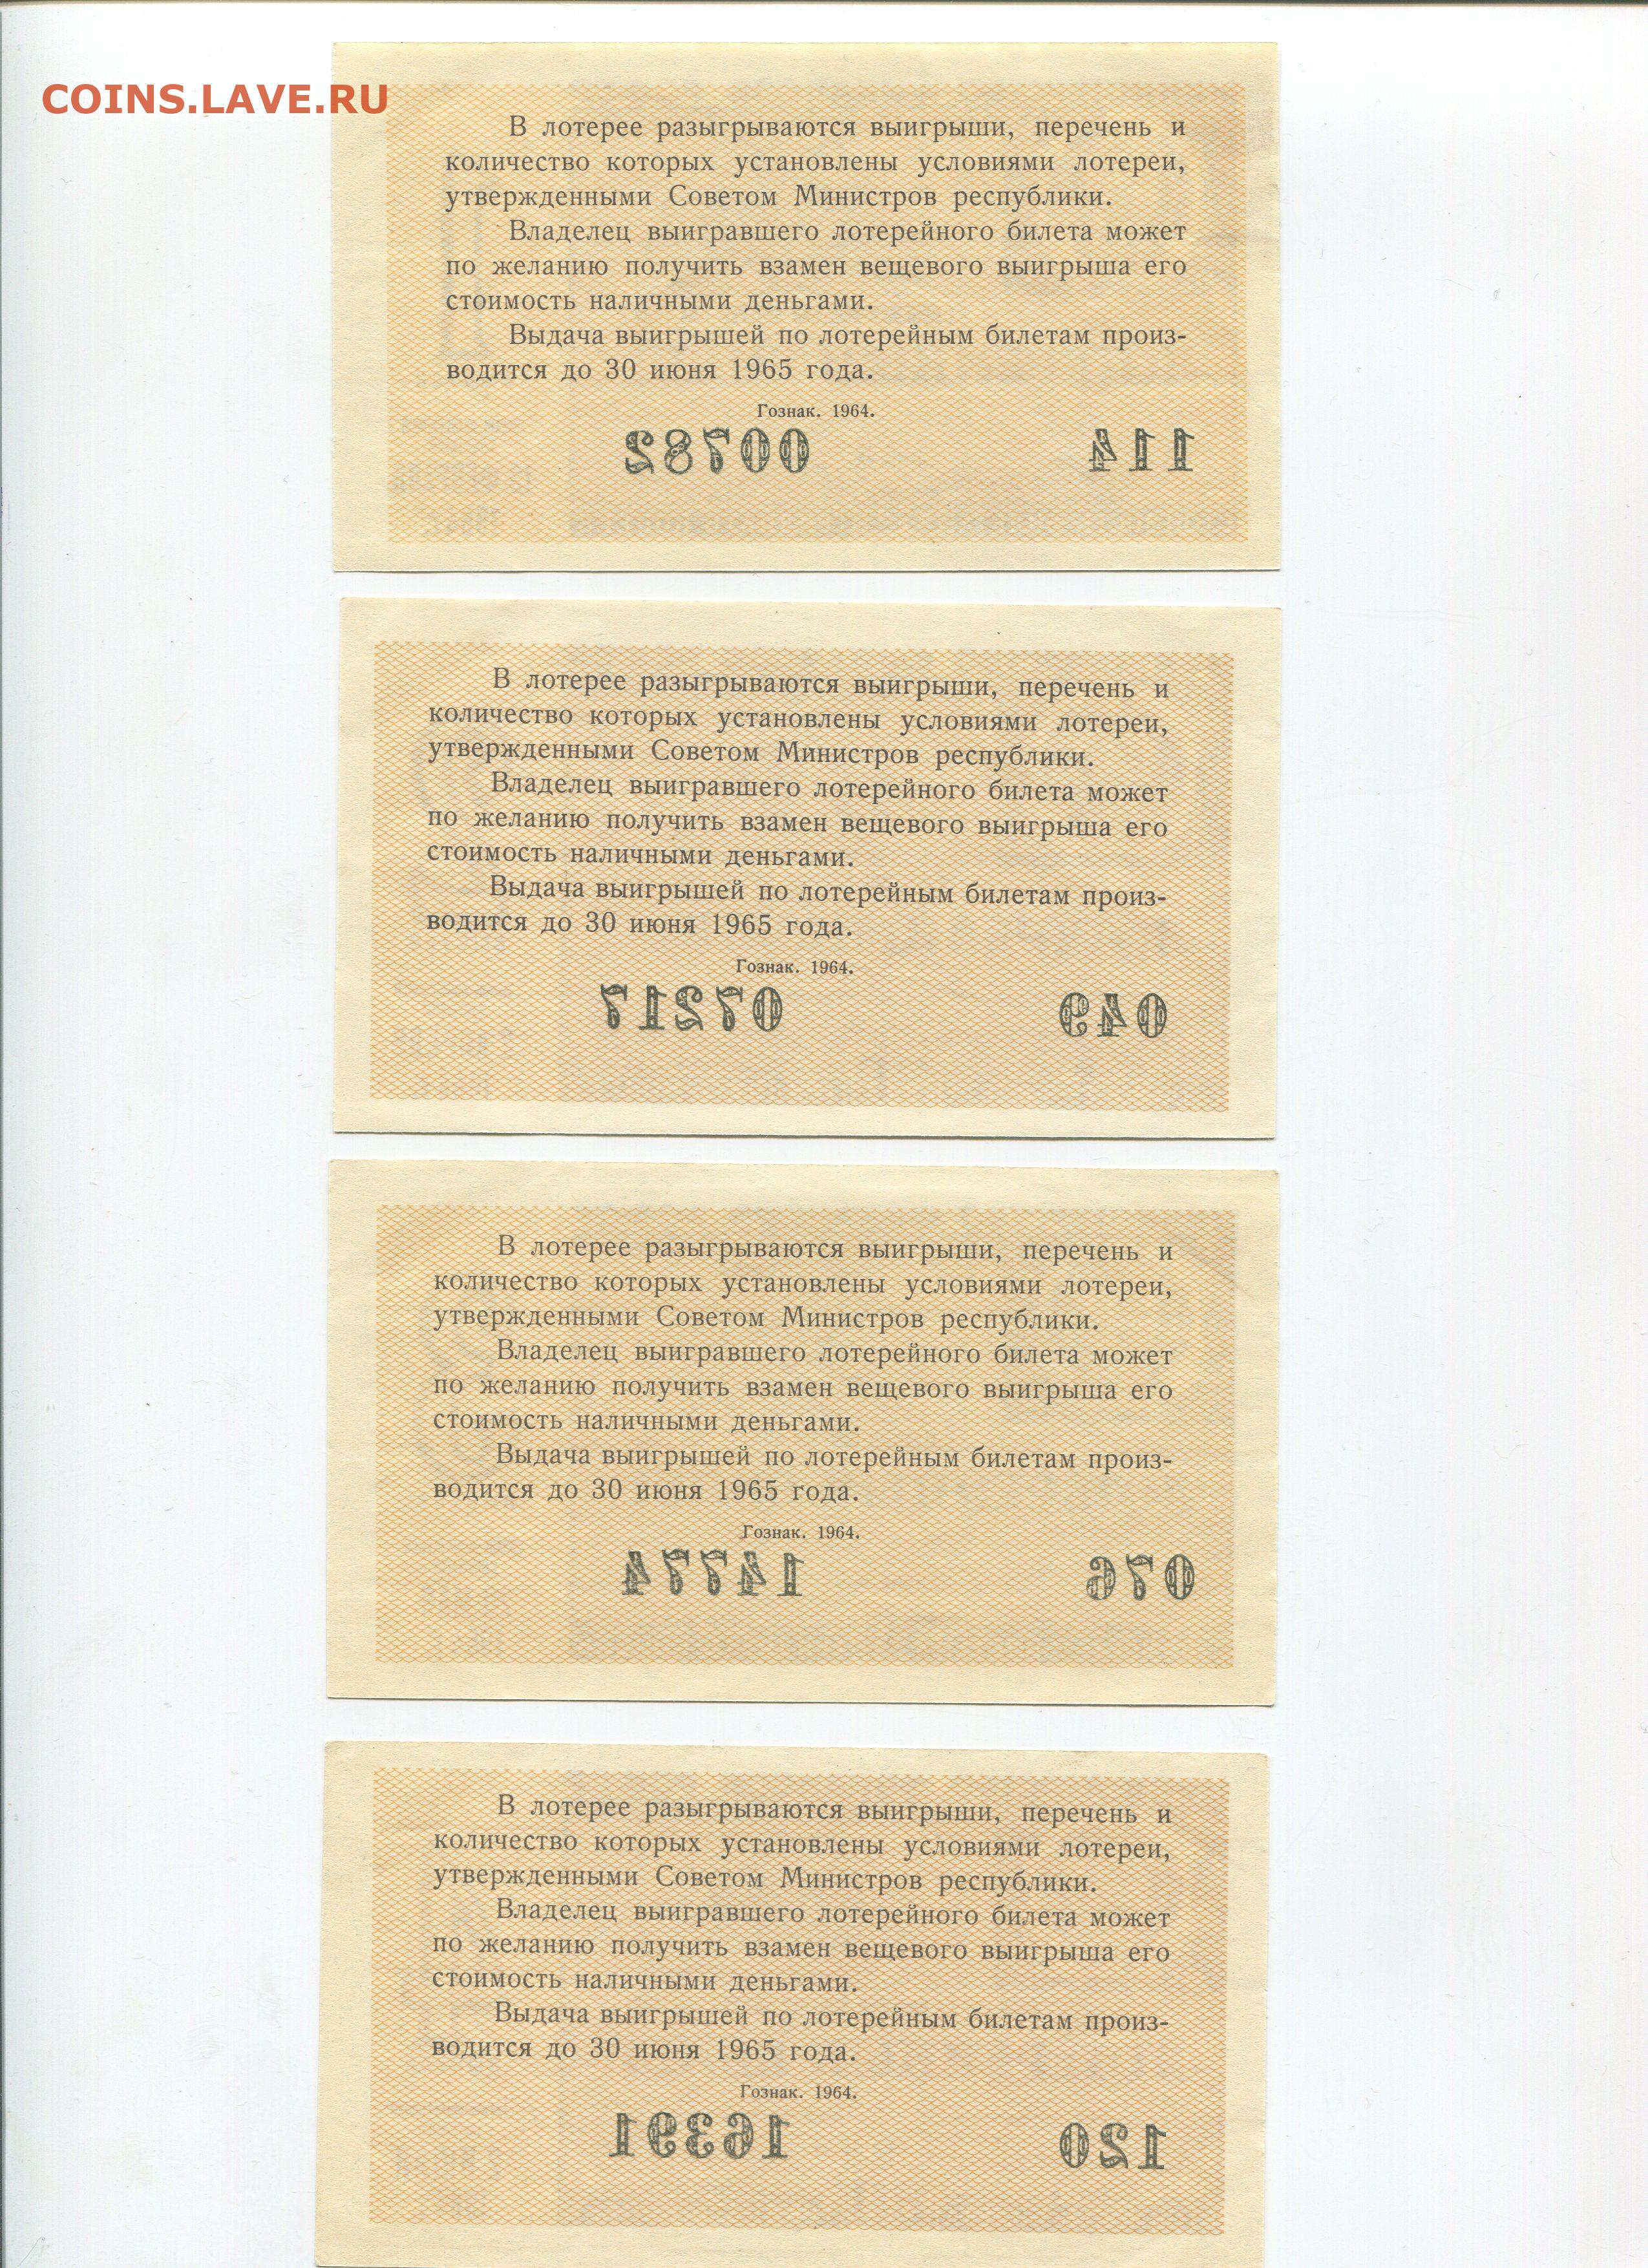 COINS.LAVE.RU
В лотерее разыгрываются выигрыши, перечень и
количество которых установлены условиями лотереи,
утвержденными Советом Министров республики.
Владелец выигравшего лотерейного билета может
по желанию получить взамен вещевого выигрыша его
стоимость наличными деньгами.
Выдача выигрышей по лотерейным билетам произ-
водится до 30 июня 1965 года.
Гознак. 1964.
114 00782
В лотерее разыгрываются выигрыши, перечень и
количество которых установлены условиями лотереи,
утвержденными Советом Министров республики.
Владелец выигравшего лотерейного билета может
по желанию получить взамен вещевого выигрыша его
стоимость наличными деньгами.
Выдача выигрышей по лотерейным билетам произ-
водится до 30 июня 1965 года.
Гознак. 1964.
049 07217
В лотерее разыгрываются выигрыши, перечень и
количество которых установлены условиями лотереи,
утвержденными Советом Министров республики.
Владелец выигравшего лотерейного билета может
по желанию получить взамен вещевого выигрыша его
стоимость наличными деньгами.
Выдача выигрышей по лотерейным билетам произ-
водится до 30 июня 1965 года.
Гознак. 1964.
076 14774
В лотерее разыгрываются выигрыши, перечень и
количество которых установлены условиями лотереи,
утвержденными Советом Министров республики.
Владелец выигравшего лотерейного билета может
по желанию получить взамен вещевого выигрыша его
стоимость наличными деньгами.
Выдача выигрышей по лотерейным билетам произ-
водится до 30 июня 1965 года.
Гознак. 1964.
120 16391